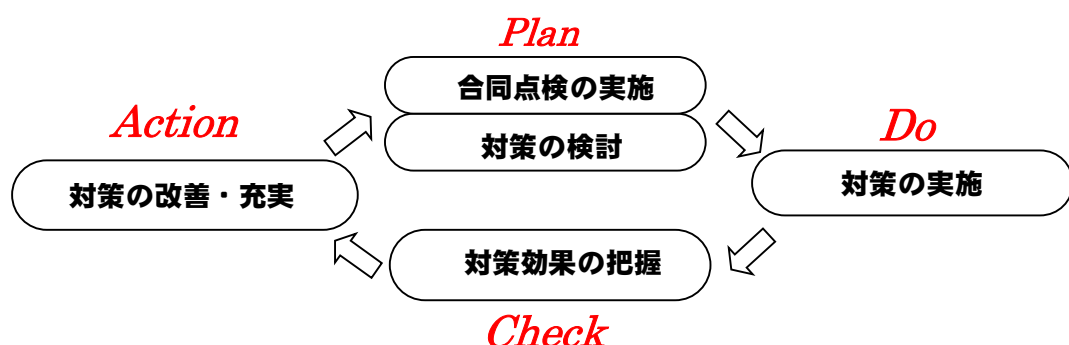 Plan
合同点検の実施
対策の検討
Action
Do
対策の改善・充実
対策の実施
対策効果の把握
Check